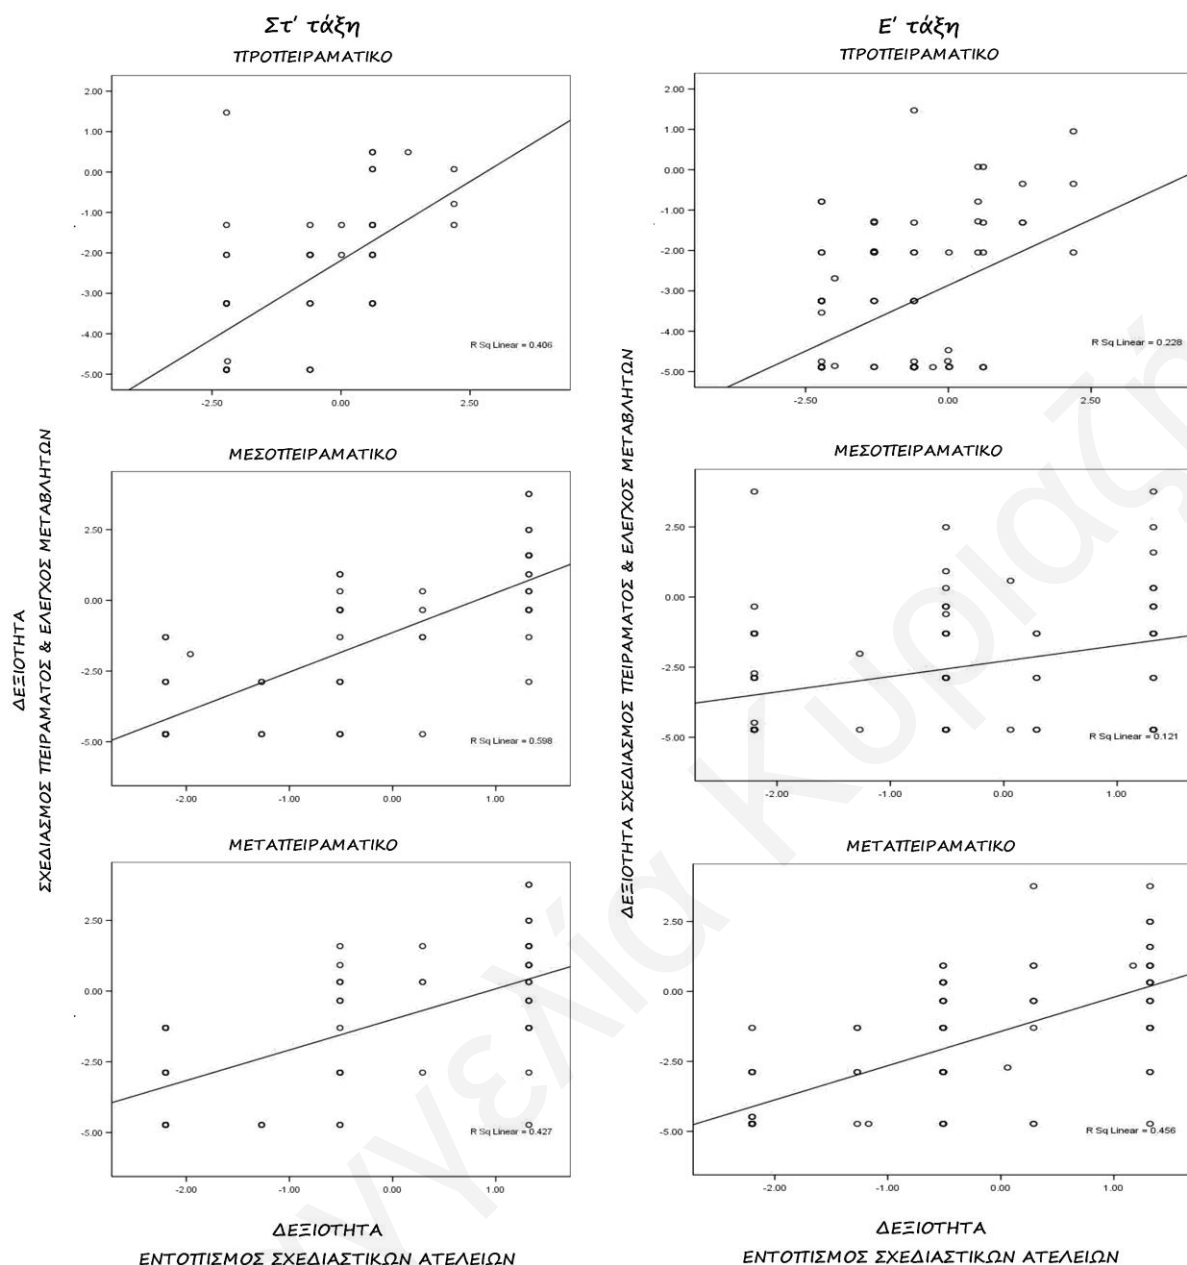 Στ' τάξη
ΠΡΟΠΕΙΡΑΜΑΤΙΚΟ
2.00
1.00
0.00
-1.00
-2.00
-3.00
-4.00
-5.00
R Sq Linear = 0.406
-2.50 0.00 2.50
ΜΕΣΟΠΕΙΡΑΜΑΤΙΚΟ
2.50
0.00
-2.50
-5.00
R Sq Linear = 0.598
-2.00 -1.00 0.00 1.00
ΜΕΤΑΠΕΙΡΑΜΑΤΙΚΟ
2.50
0.00
-2.50
-5.00
R Sq Linear = 0.427
-2.00 -1.00 0.00 1.00
ΔΕΞΙΟΤΗΤΑ
ΣΧΕΔΙΑΣΜΟΣ ΠΕΙΡΑΜΑΤΟΣ & ΕΛΕΓΧΟΣ ΜΕΤΑΒΛΗΤΩΝ
ΔΕΞΙΟΤΗΤΑ
ΕΝΤΟΠΙΣΜΟΣ ΣΧΕΔΙΑΣΤΙΚΩΝ ΑΤΕΛΕΙΩΝ
Ε' τάξη
ΠΡΟΠΕΙΡΑΜΑΤΙΚΟ
2.00
1.00
0.00
-1.00
-2.00
-3.00
-4.00
-5.00
R Sq Linear = 0.228
-2.50 0.00 2.50
ΜΕΣΟΠΕΙΡΑΜΑΤΙΚΟ
2.50
0.00
-2.50
-5.00
R Sq Linear = 0.121
-2.00 -1.00 0.00 1.00
ΜΕΤΑΠΕΙΡΑΜΑΤΙΚΟ
2.50
0.00
-2.50
-5.00
R Sq Linear = 0.456
-2.00 -1.00 0.00 1.00
ΔΕΞΙΟΤΗΤΑ ΣΧΕΔΙΑΣΜΟΣ ΠΕΙΡΑΜΑΤΟΣ & ΕΛΕΓΧΟΣ ΜΕΤΑΒΛΗΤΩΝ
ΔΕΞΙΟΤΗΤΑ
ΕΝΤΟΠΙΣΜΟΣ ΣΧΕΔΙΑΣΤΙΚΩΝ ΑΤΕΛΕΙΩΝ